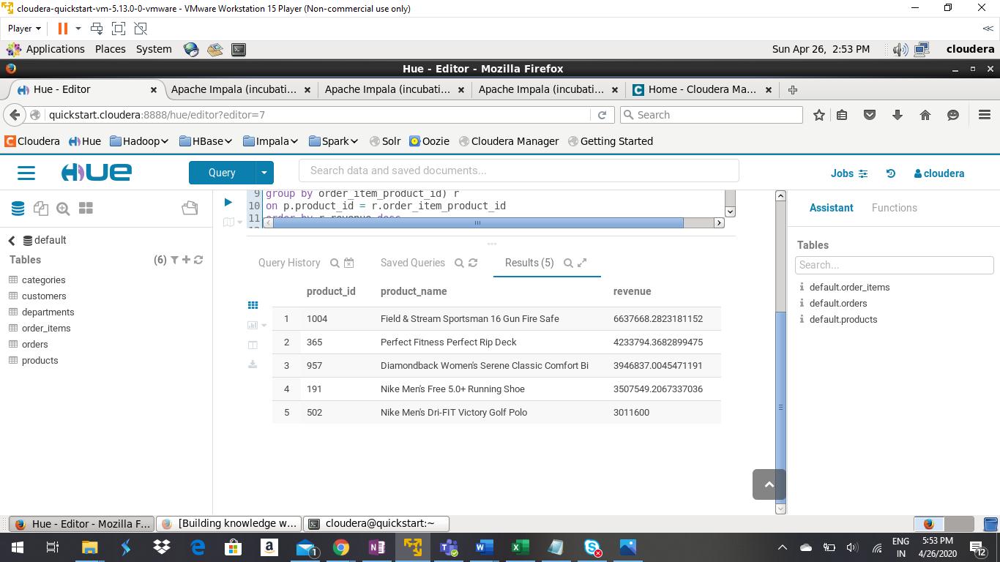 cloudera-quickstart-vm-5.13.0-0-vmware - VMware Workstation 15 Player (Non-commercial use only)
Player
Applications Places System Sun Apr 26, 2:53 PM cloudera
Hue - Editor - Mozilla Firefox
Hue - Editor Apache Impala (incubati... Apache Impala (incubati... Apache Impala (incubati... Home - Cloudera Ma...
quickstart.cloudera:8888/hue/editor?editor=7 Search
Cloudera Hue Hadoop HBase Impala Spark Solr Oozie Cloudera Manager Getting Started
HUE Query Search data and saved documents... Jobs cloudera
default
Tables (6)
categories
customers
departments
order_items
orders
products
9 group by order_item_product_id) r
10 on p.product_id = r.order_item_product_id
11 order by r.revenue desc
Query History Saved Queries Results (5)
product_id product_name revenue
1 1004 Field & Stream Sportsman 16 Gun Fire Safe 6637668.2823181152
2 365 Perfect Fitness Perfect Rip Deck 4233794.3682899475
3 957 Diamondback Women's Serene Classic Comfort Bi 3946837.0045471191
4 191 Nike Men's Free 5.0+ Running Shoe 3507549.2067337036
5 502 Nike Men's Dri-FIT Victory Golf Polo 3011600
Assistant Functions
Tables
Search...
default.order_items
default.orders
default.products
Hue - Editor - Mozilla F... [Building knowledge w... cloudera@quickstart:~
ENG 5:53 PM
IN 4/26/2020 12